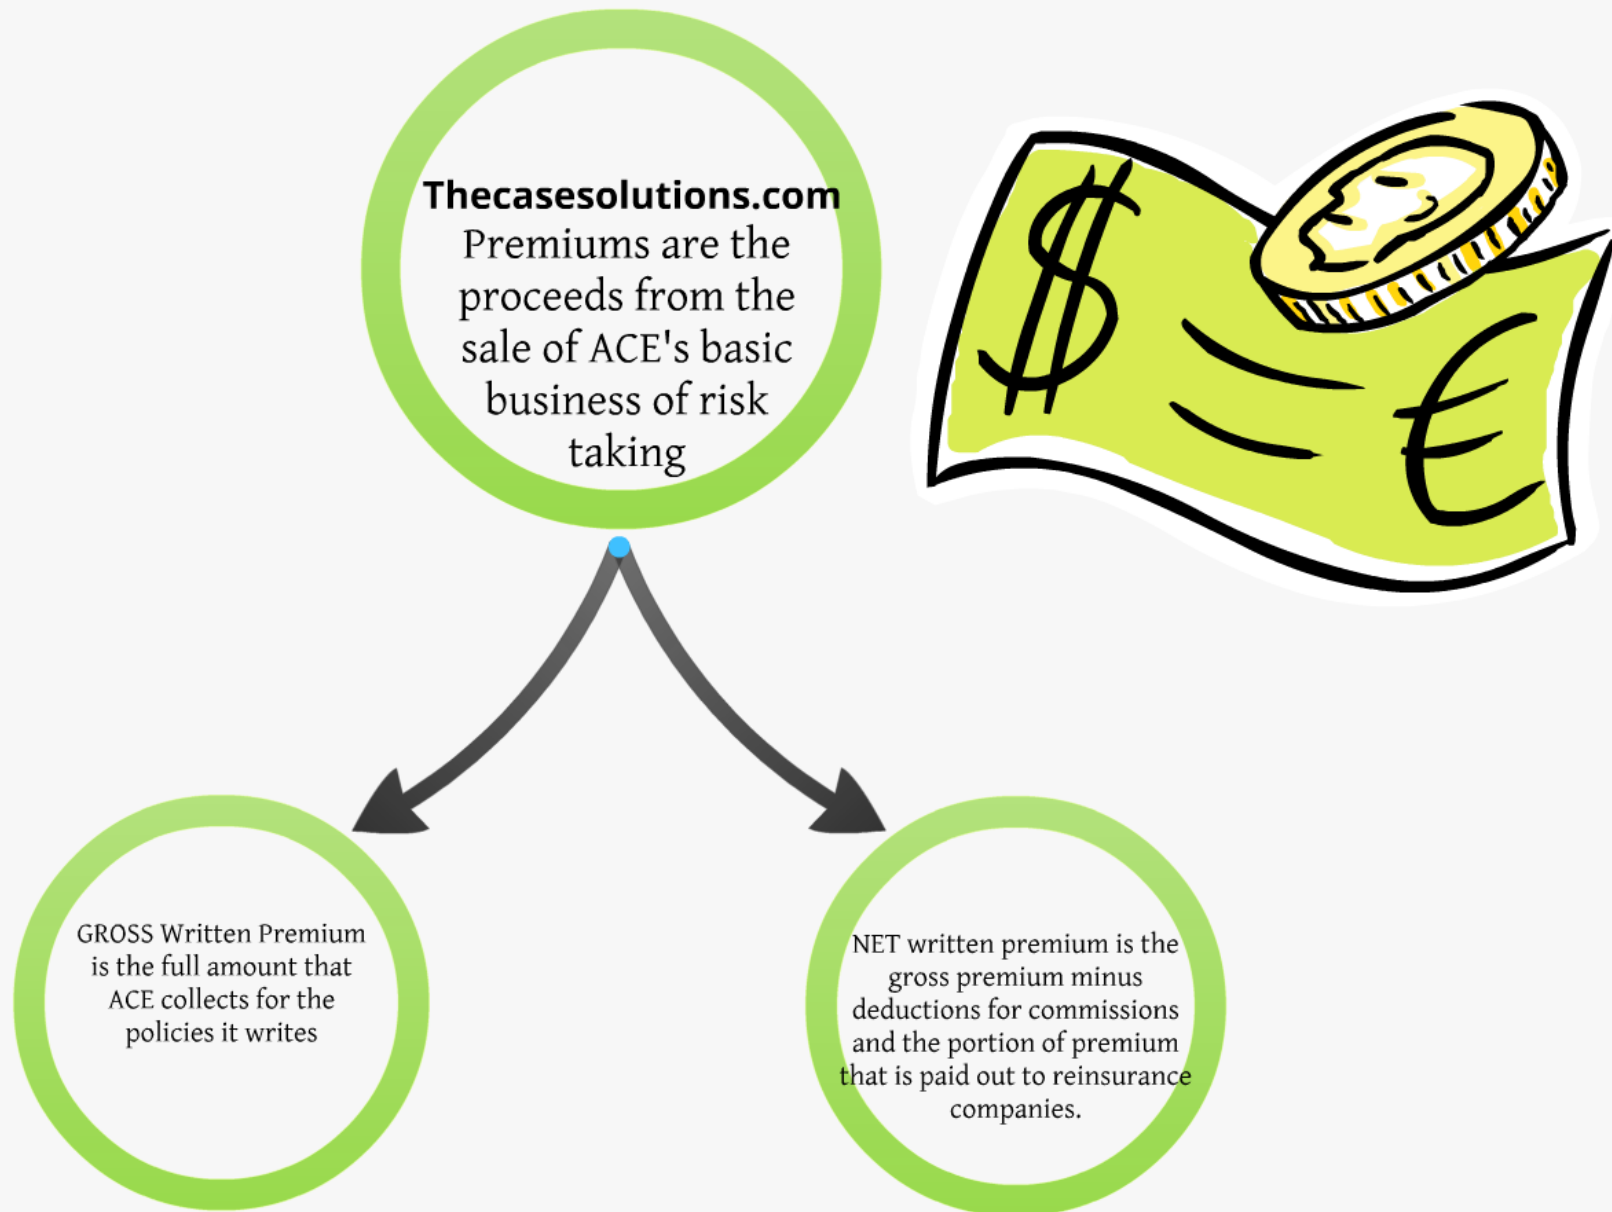 Thecasesolutions.com
Premiums are the
proceeds from the
sale of ACE's basic
business of risk
taking
$
€
GROSS Written Premium
is the full amount that
ACE collects for the
policies it writes
NET written premium is the
gross premium minus
deductions for commissions
and the portion of premium
that is paid out to reinsurance
companies.